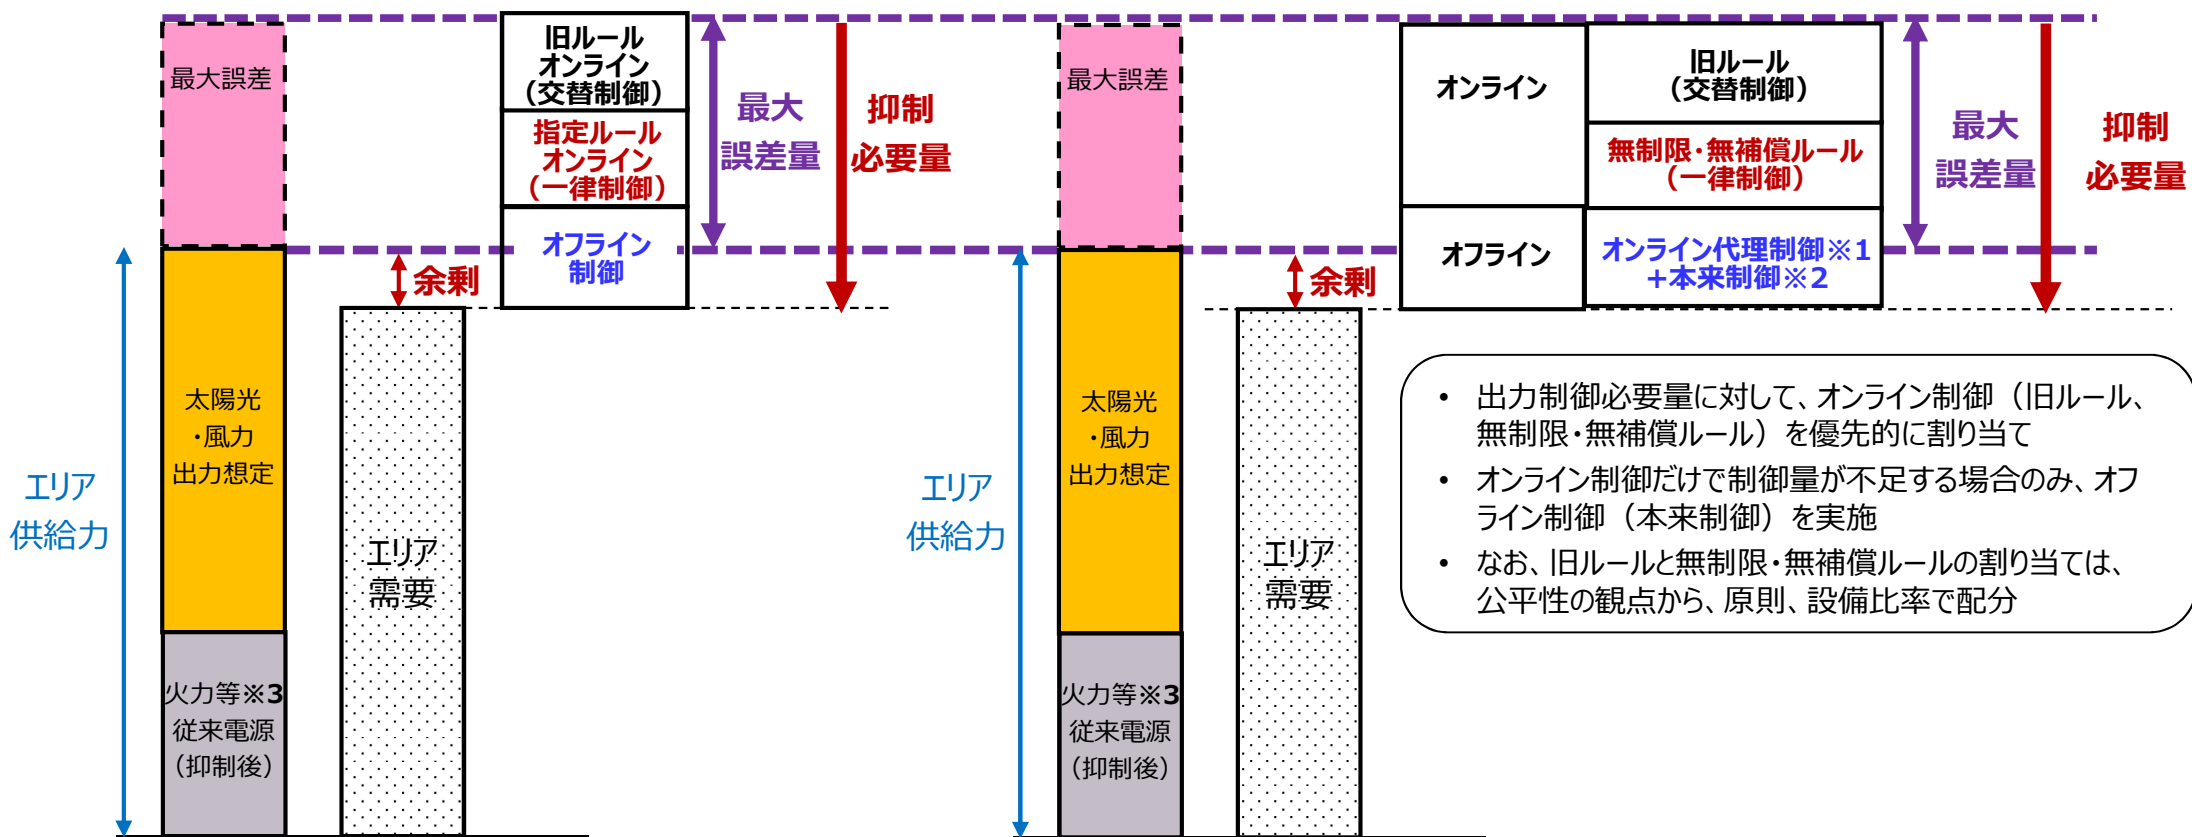 最大誤差
太陽光
・風力
出力想定
火力等※3
従来電源
（抑制後）
エリア
供給力
エリア
需要
余剰
旧ルール
オンライン
（交替制御）
指定ルール
オンライン
（一律制御）
オフライン
制御
最大
誤差量
抑制
必要量
最大誤差
太陽光
・風力
出力想定
火力等※3
従来電源
（抑制後）
エリア
供給力
エリア
需要
余剰
オンライン
旧ルール
（交替制御）
無制限・無補償ルール
（一律制御）
オフライン
オンライン代理制御※1
+本来制御※2
最大
誤差量
抑制
必要量
• 出力制御必要量に対して、オンライン制御（旧ルール、
無制限・無補償ルール）を優先的に割り当て
• オンライン制御だけで制御量が不足する場合のみ、オフ
ライン制御（本来制御）を実施
• なお、旧ルールと無制限・無補償ルールの割り当ては、
公平性の観点から、原則、設備比率で配分